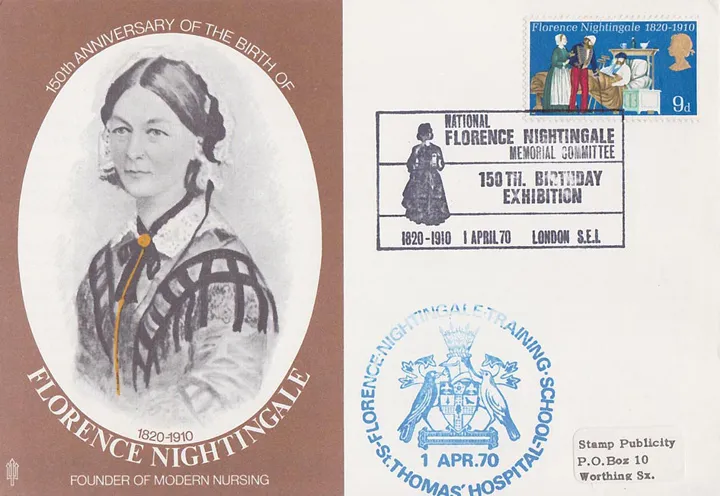 150th ANNIVERSARY OF THE BIRTH OF
1820-1910
FLORENCE NIGHTINGALE
FOUNDER OF MODERN NURSING
Florence Nightingale 1820-1910
9d
NATIONAL
FLORENCE NIGHTINGALE
MEMORIAL COMMITTEE
150TH. BIRTHDAY
EXHIBITION
1820-1910 1 APRIL 70 LONDON S.E.1.
FLORENCE·NIGHTINGALE·TRAINING·SCHOOL
St. THOMAS' HOSPITAL
1 APR.70
Stamp Publicity
P.O.Box 10
Worthing Sx.